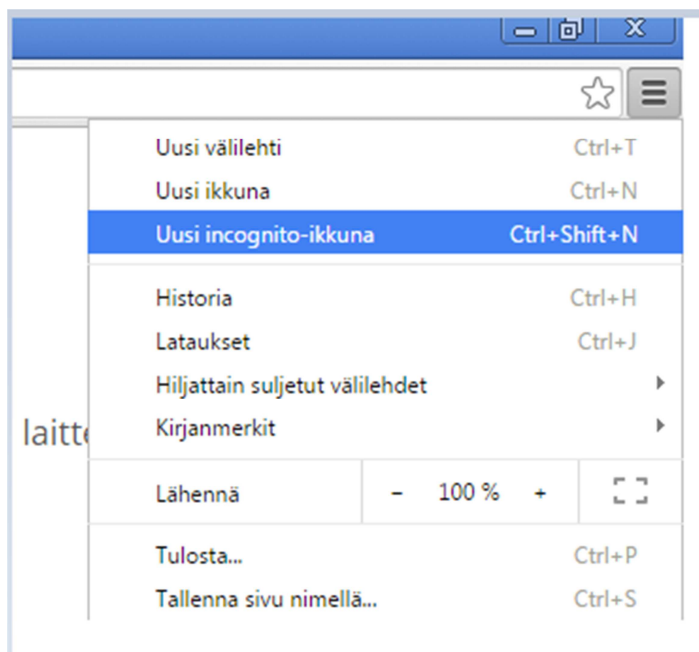 Uusi välilehti Ctrl+T
Uusi ikkuna Ctrl+N
Uusi incognito-ikkuna Ctrl+Shift+N
Historia Ctrl+H
Lataukset Ctrl+J
Hiljattain suljetut välilehdet
Kirjanmerkit
laitte
Lähennä - 100 % +
Tulosta... Ctrl+P
Tallenna sivu nimellä... Ctrl+S